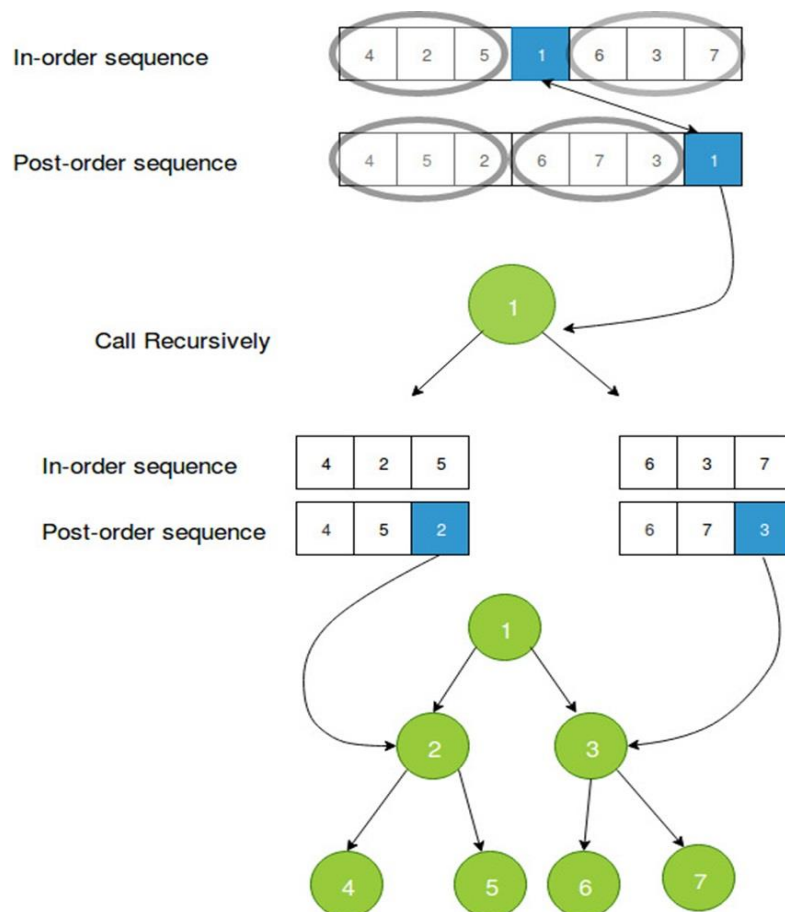 In-order sequence 4 2 5 1 6 3 7
Post-order sequence 4 5 2 6 7 3 1
1
Call Recursively
In-order sequence 4 2 5 6 3 7
Post-order sequence 4 5 2 6 7 3
1
2 3
4 5 6 7